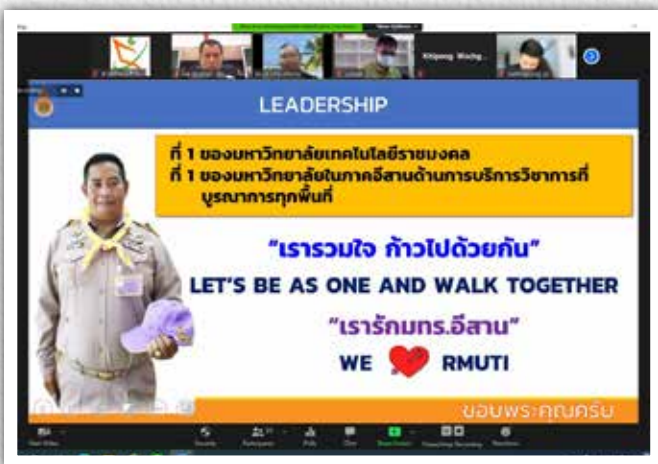 LEADERSHIP
ที่ 1 ของมหาวิทยาลัยเทคโนโลยีราชมงคล
ที่ 1 ของมหาวิทยาลัยในภาคอีสานด้านการบริการวิชาการที่
บูรณาการทุกพื้นที่
“เรารวมใจ ก้าวไปด้วยกัน”
LET'S BE AS ONE AND WALK TOGETHER
“เรารักมทร.อีสาน”
WE RMUTI
ขอบพระคุณครับ